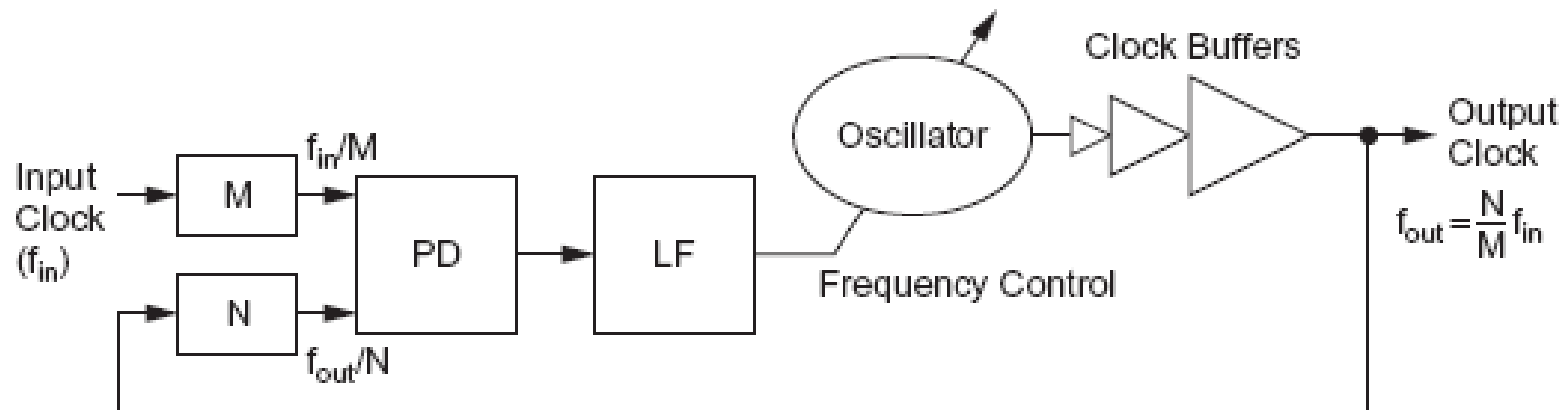 Input
Clock
(f_in)
M
f_in/M
N
f_out/N
PD
LF
Oscillator
Frequency Control
Clock Buffers
Output
Clock
f_out = N/M f_in